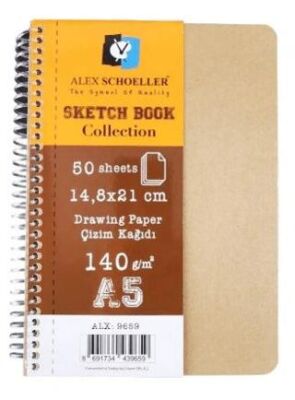 ALEX SCHOELLER
The Symbol Of Quality
SKETCH BOOK
Collection
50 sheets
14,8x21 cm
Drawing Paper
Çizim Kağıdı
140 g/m²
A5
ALX: 9659
8 691734 439659